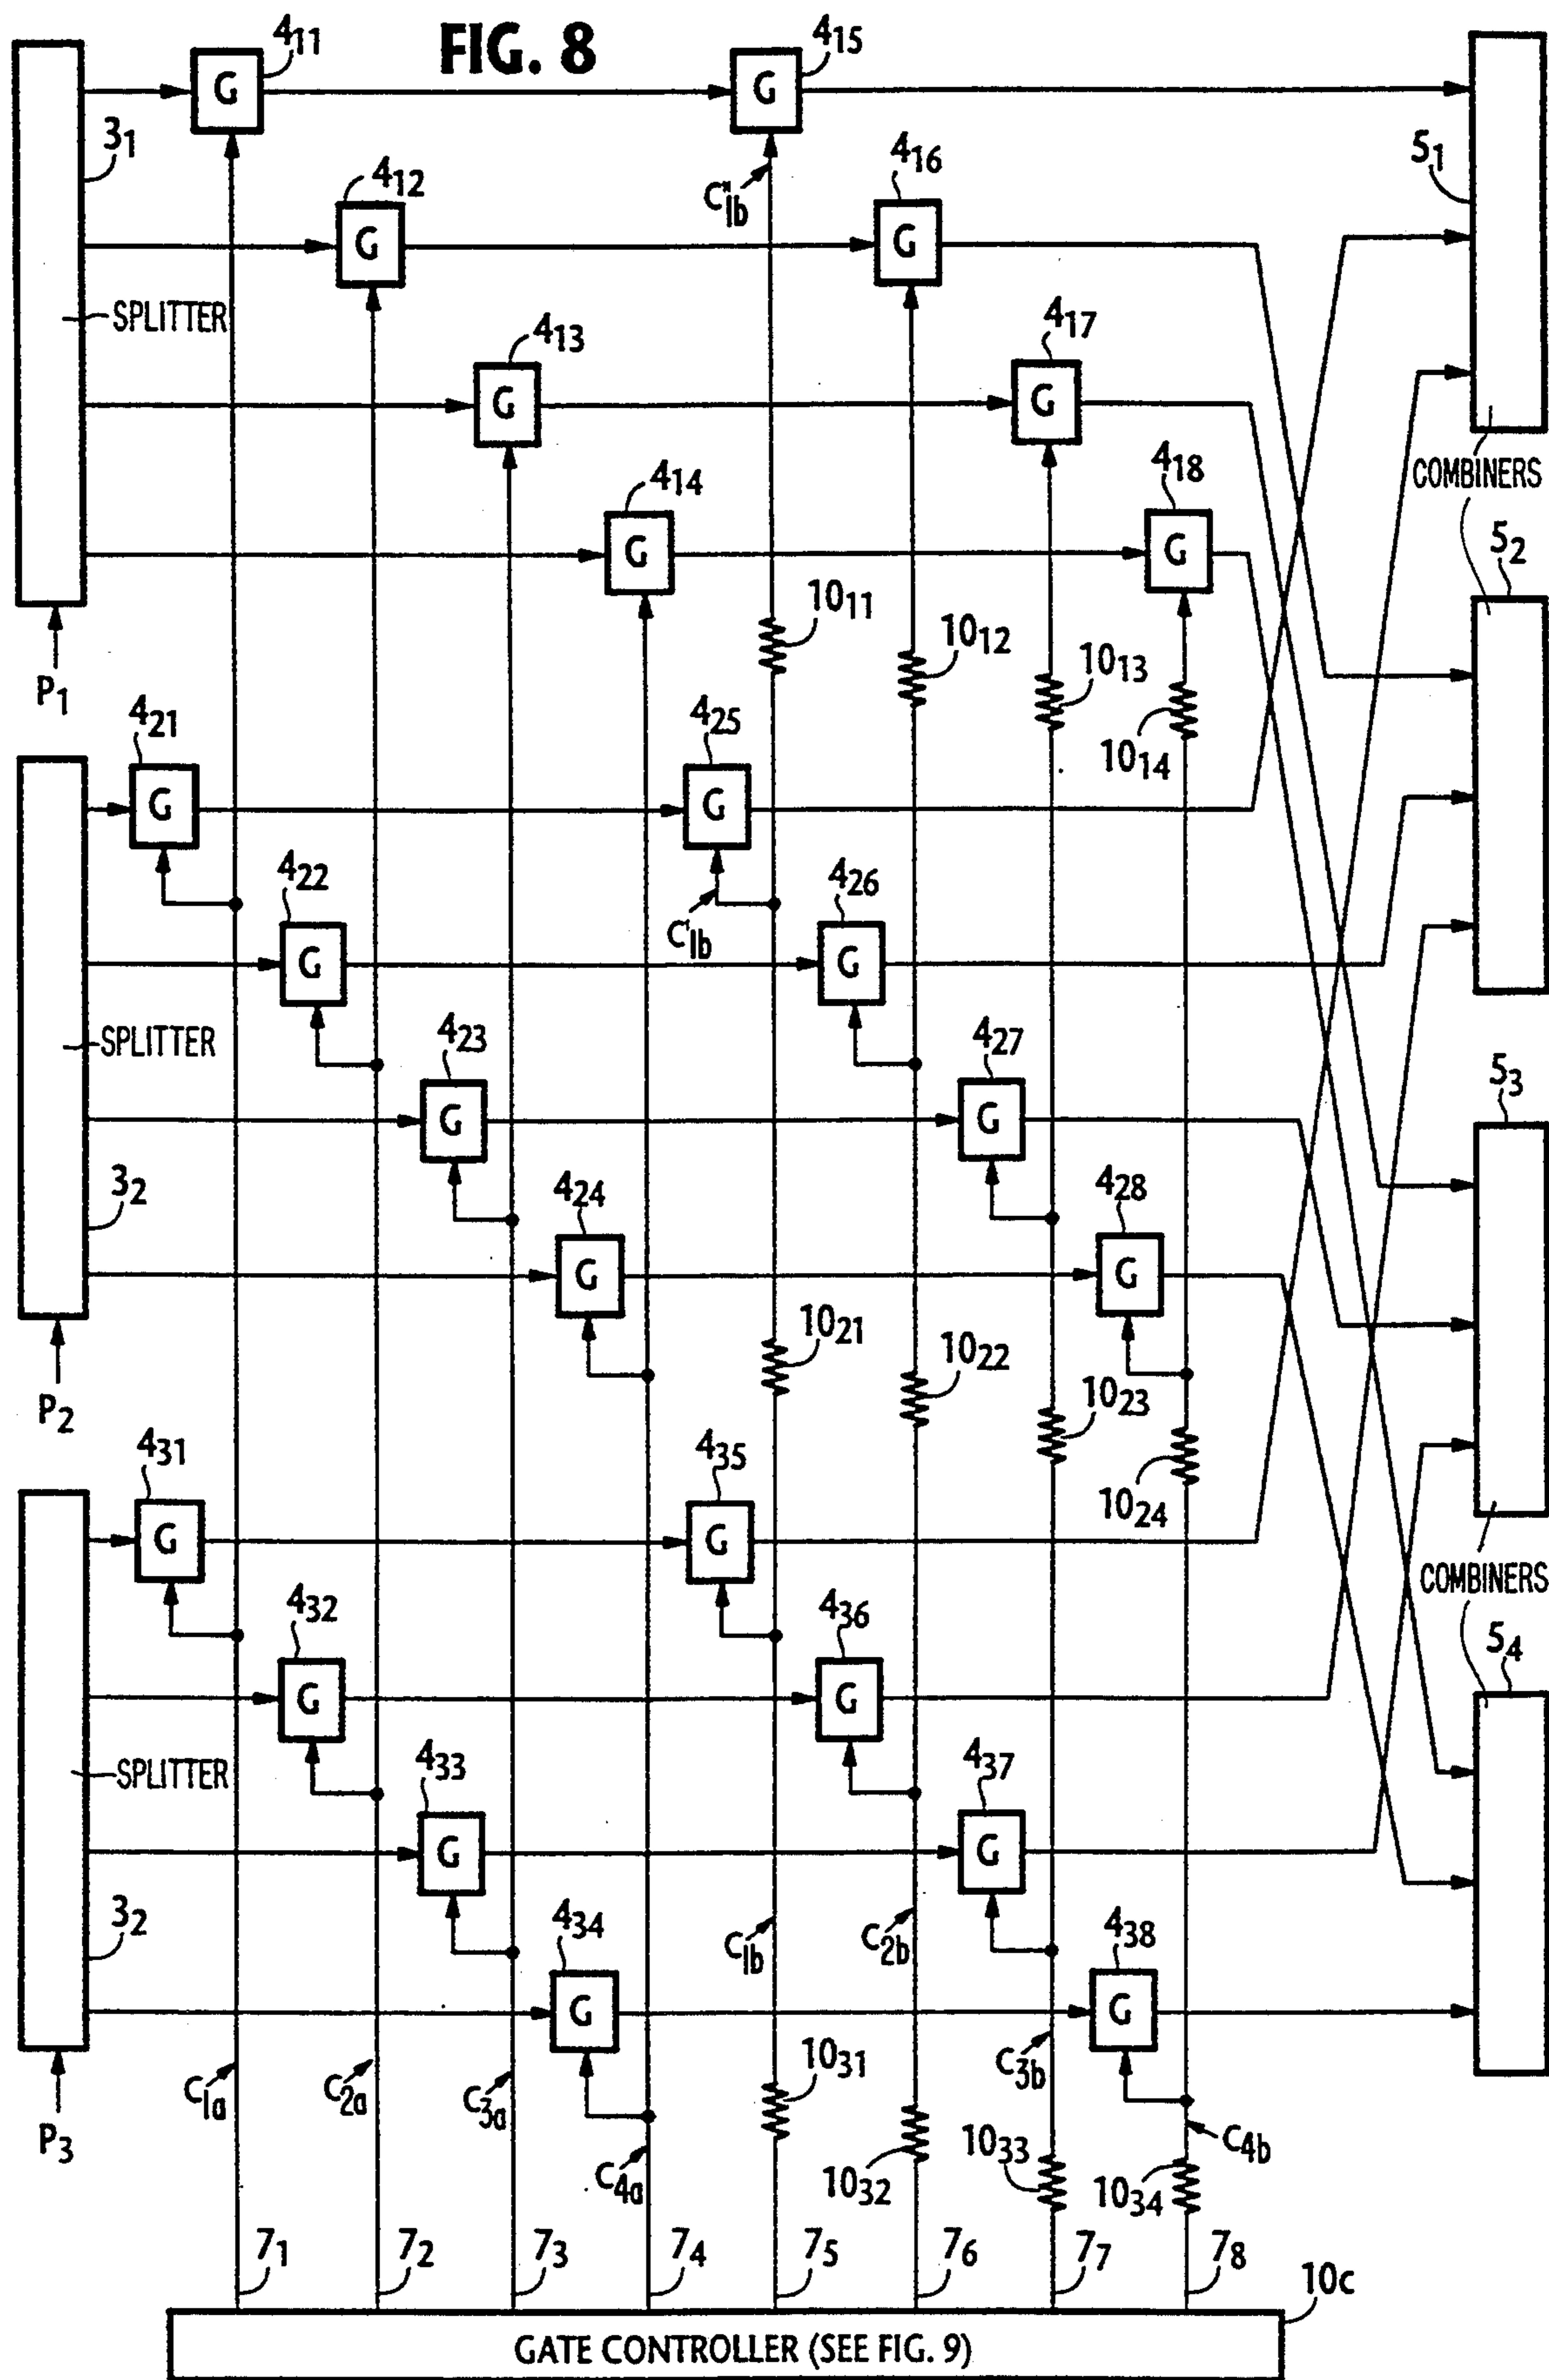 FIG. 8
4₁₁
4₁₅
G
G
3₁
5₁
4₁₂
4₁₆
C"₁b
G
G
SPLITTER
4₁₃
4₁₇
G
G
COMBINERS
4₁₄
4₁₈
G
G
5₂
10₁₁
10₁₂
10₁₃
10₁₄
P₁
4₂₁
4₂₅
G
G
4₂₂
4₂₆
C'₁b
G
G
SPLITTER
4₂₃
4₂₇
5₃
G
G
3₂
4₂₄
4₂₈
G
G
10₂₁
10₂₂
10₂₃
10₂₄
P₂
4₃₁
4₃₅
G
G
COMBINERS
4₃₂
4₃₆
5₄
G
G
SPLITTER
4₃₃
4₃₇
G
G
3₂
4₃₄
C₁b
C₂b
4₃₈
G
G
C₁a
C₂a
C₃a
C₃b
10₃₁
P₃
C₄a
C₄b
10₃₂
10₃₃
10₃₄
7₁
7₂
7₃
7₄
7₅
7₆
7₇
7₈
10c
GATE CONTROLLER (SEE FIG. 9)